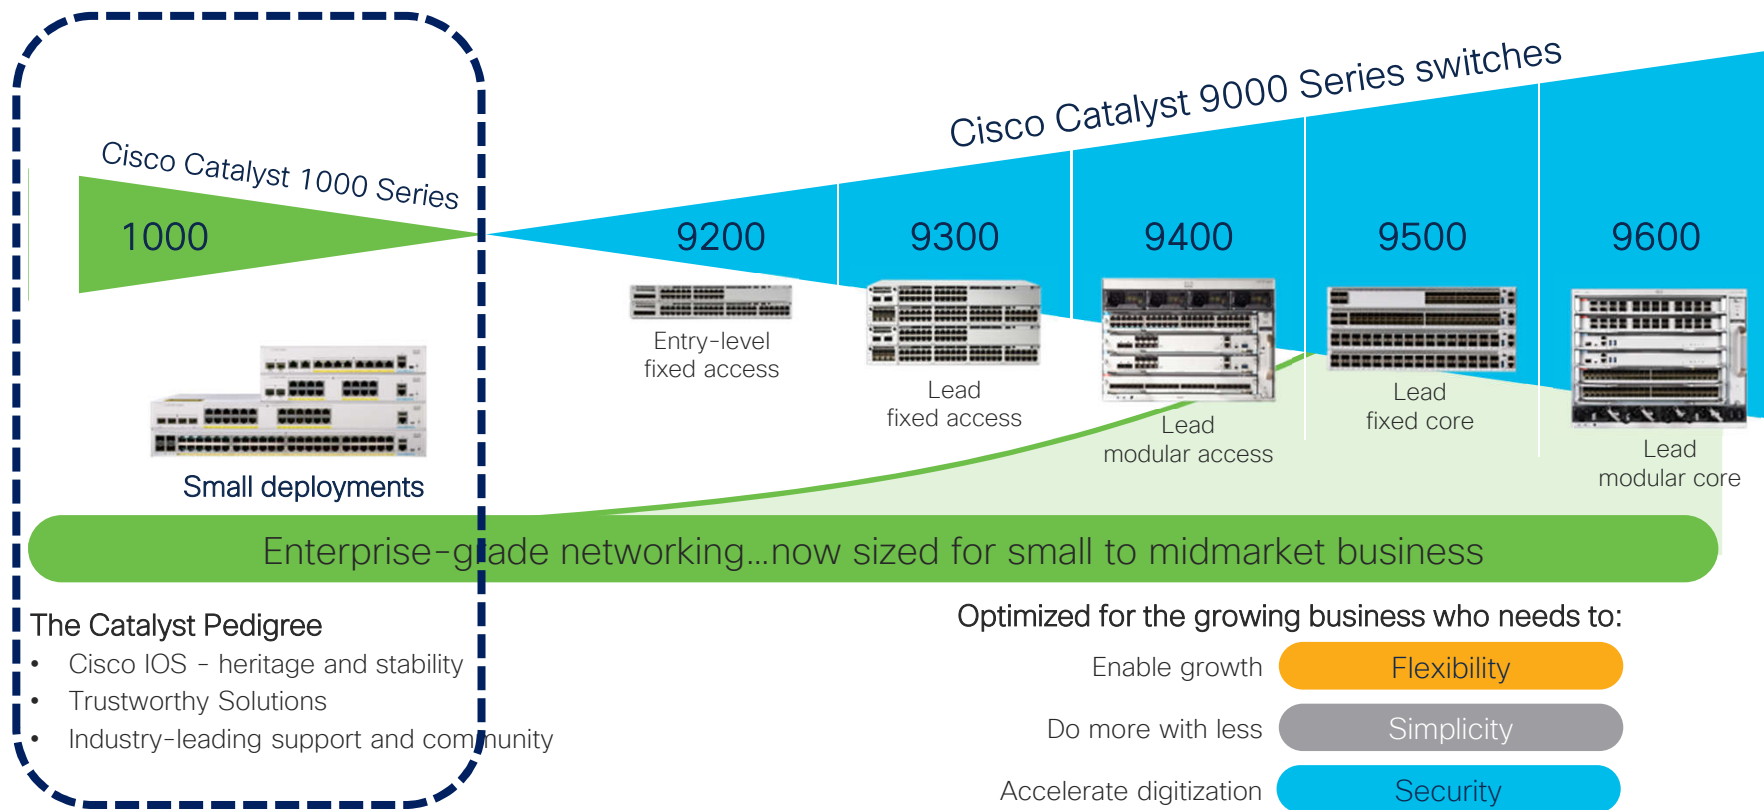 Cisco Catalyst 1000 Series
Cisco Catalyst 9000 Series switches
1000
9200
9300
9400
9500
9600
Entry-level
fixed access
Lead
fixed access
Lead
modular access
Lead
fixed core
Lead
modular core
Small deployments
Enterprise-grade networking...now sized for small to midmarket business
The Catalyst Pedigree
• Cisco IOS - heritage and stability
• Trustworthy Solutions
• Industry-leading support and community
Optimized for the growing business who needs to:
Enable growth Flexibility
Do more with less Simplicity
Accelerate digitization Security